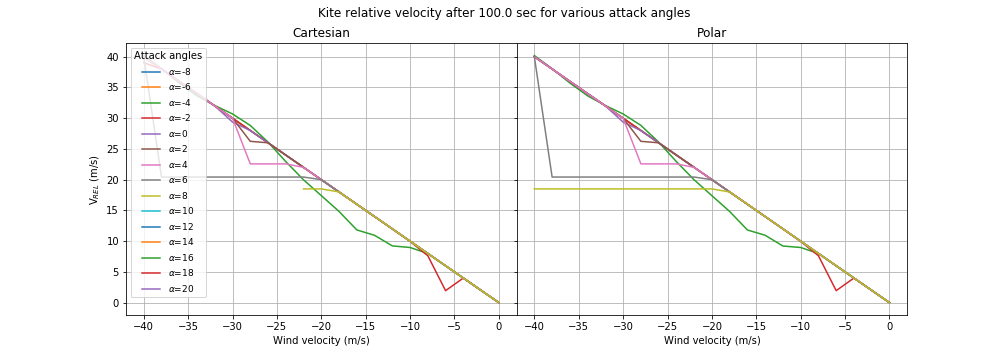 Kite relative velocity after 100.0 sec for various attack angles
Cartesian
Polar
Attack angles
α=-8
α=-6
α=-4
α=-2
α=0
α=2
α=4
α=6
α=8
α=10
α=12
α=14
α=16
α=18
α=20
40
35
30
25
20
15
10
5
0
V_REL (m/s)
−40 −35 −30 −25 −20 −15 −10 −5 0
−40 −35 −30 −25 −20 −15 −10 −5 0
Wind velocity (m/s)
Wind velocity (m/s)